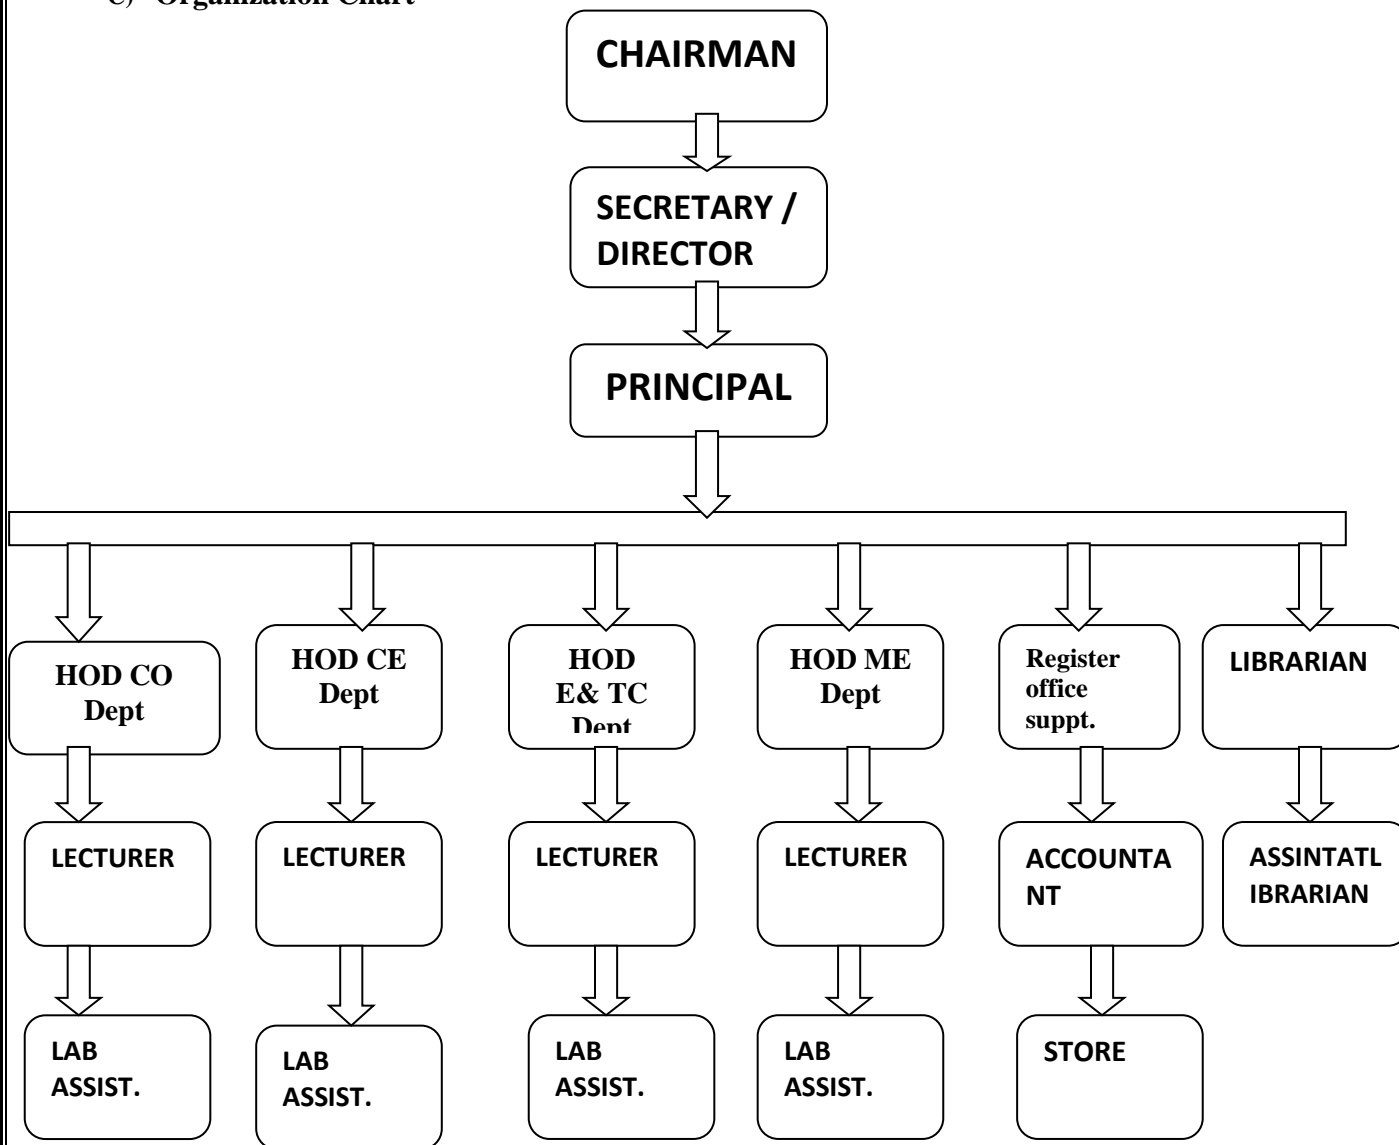 C) Organization Chart
CHAIRMAN
SECRETARY /
DIRECTOR
PRINCIPAL
HOD CO
Dept
HOD CE
Dept
HOD
E& TC
Dept
HOD ME
Dept
Register
office
suppt.
LIBRARIAN
LECTURER
LECTURER
LECTURER
LECTURER
ACCOUNTA
NT
ASSINTATL
IBRARIAN
LAB
ASSIST.
LAB
ASSIST.
LAB
ASSIST.
LAB
ASSIST.
STORE